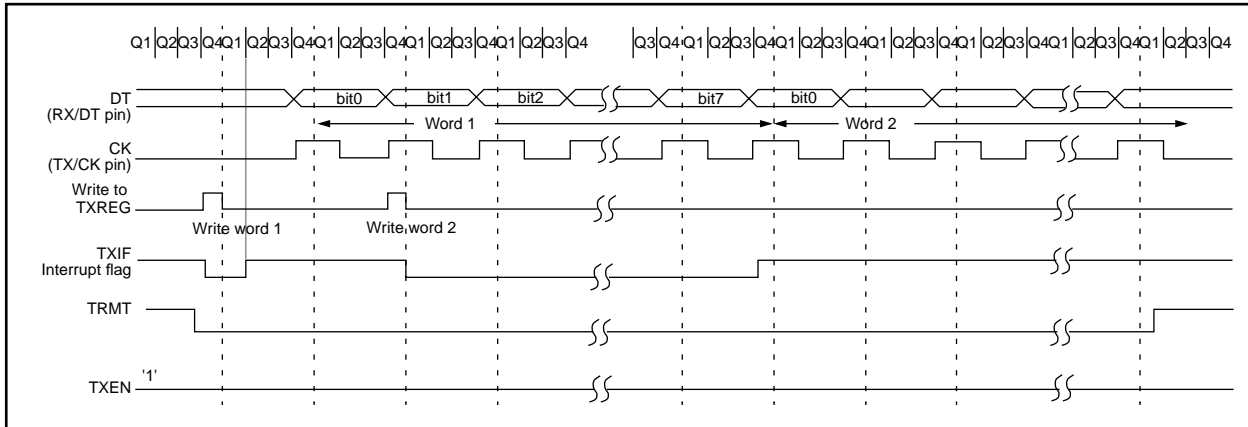 Q1 Q2 Q3 Q4 Q1 Q2 Q3 Q4 Q1 Q2 Q3 Q4 Q1 Q2 Q3 Q4 Q1 Q2 Q3 Q4 Q3 Q4 Q1 Q2 Q3 Q4 Q1 Q2 Q3 Q4 Q1 Q2 Q3 Q4 Q1 Q2 Q3 Q4 Q1 Q2 Q3 Q4 Q1 Q2 Q3 Q4
DT bit0 bit1 bit2 bit7 bit0
(RX/DT pin)
Word 1 Word 2
CK
(TX/CK pin)
Write to
TXREG
Write word 1 Write word 2
TXIF
Interrupt flag
TRMT
'1'
TXEN